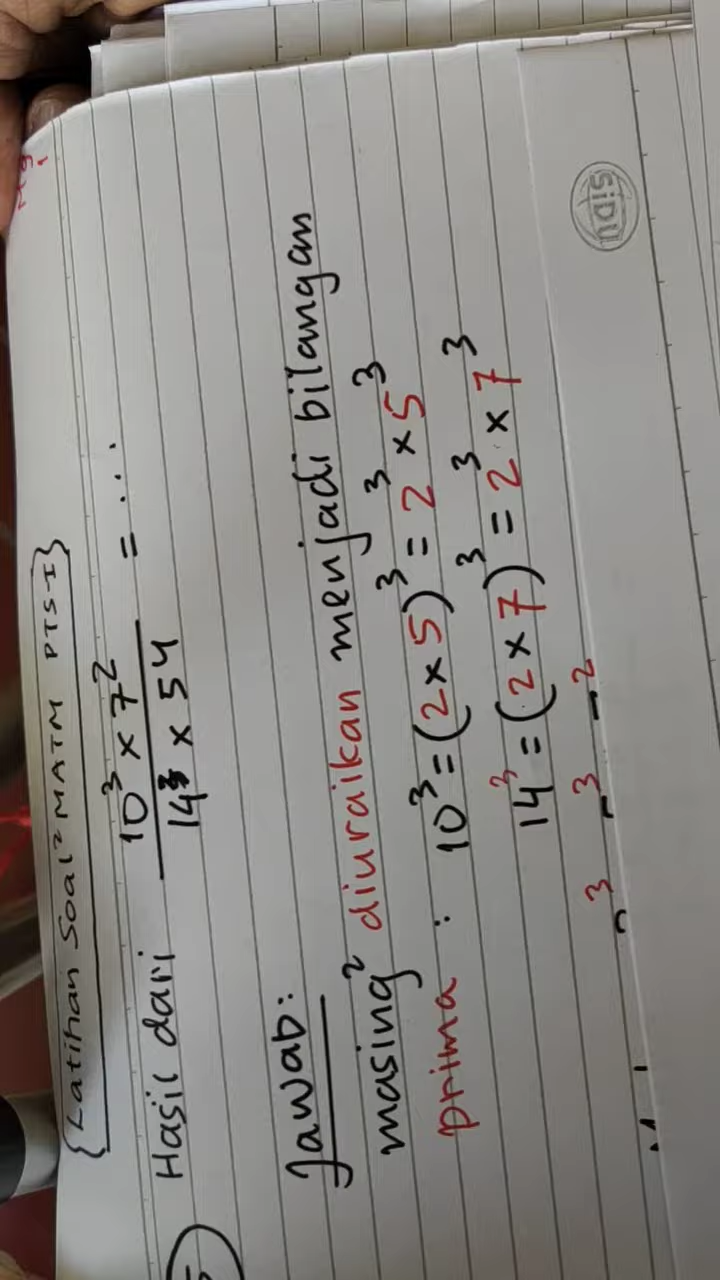 {Latihan Soal² MATM PTS-I}
Hasil dari 10³ × 7² / 14³ × 54 = ...
Jawab:
masing² diuraikan menjadi bilangan
prima : 10³ = (2 × 5)³ = 2³ × 5³
14³ = (2 × 7)³ = 2³ × 7³
SiDU